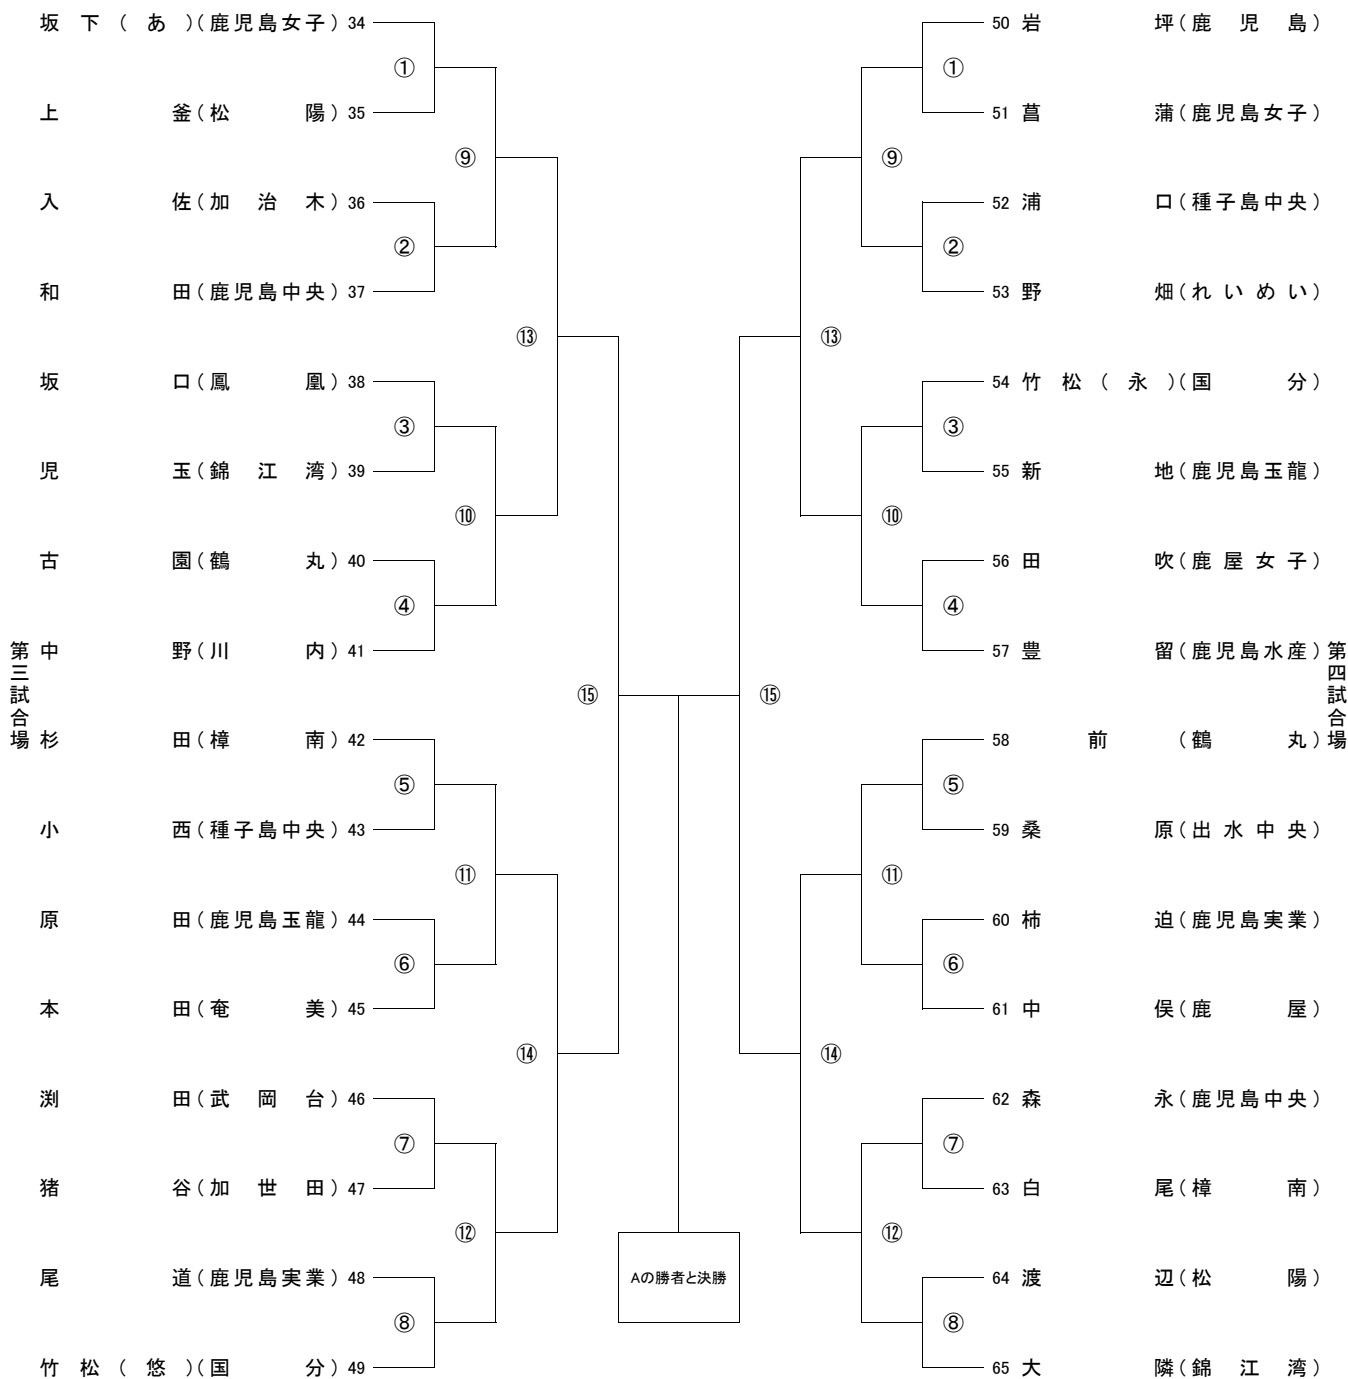 坂下(あ)(鹿児島女子) 34
①
上釜(松陽) 35
⑨
入佐(加治木) 36
②
和田(鹿児島中央) 37
⑬
坂口(鳳凰) 38
③
児玉(錦江湾) 39
⑩
古園(鶴丸) 40
④
中野(川内) 41
第三試合場
⑮
杉田(樟南) 42
⑤
小西(種子島中央) 43
⑪
原田(鹿児島玉龍) 44
⑥
本田(奄美) 45
⑭
渕田(武岡台) 46
⑦
猪谷(加世田) 47
⑫
尾道(鹿児島実業) 48
⑧
竹松(悠)(国分) 49
Aの勝者と決勝
50 岩坪(鹿児島)
①
51 菖蒲(鹿児島女子)
⑨
52 浦口(種子島中央)
②
53 野畑(れいめい)
⑬
54 竹松(永)(国分)
③
55 新地(鹿児島玉龍)
⑩
56 田吹(鹿屋女子)
④
57 豊留(鹿児島水産)
第四試合場
⑮
58 前(鶴丸)
⑤
59 桑原(出水中央)
⑪
60 柿迫(鹿児島実業)
⑥
61 中俣(鹿屋)
⑭
62 森永(鹿児島中央)
⑦
63 白尾(樟南)
⑫
64 渡辺(松陽)
⑧
65 大隣(錦江湾)